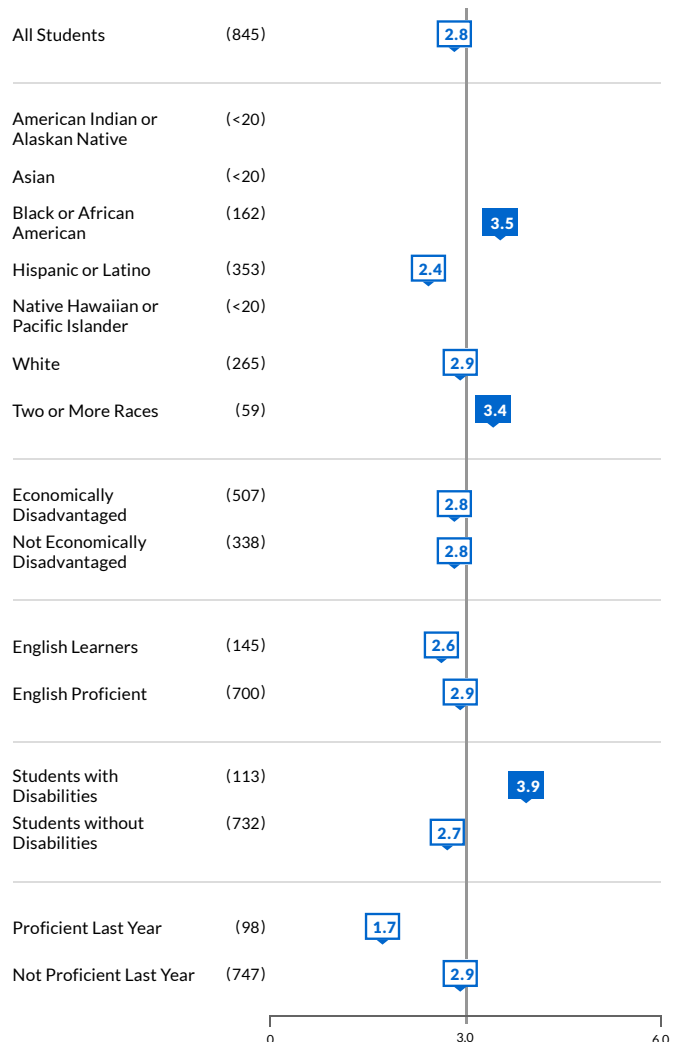 All Students (845) 2.8
American Indian or (<20)
Alaskan Native
Asian (<20)
Black or African (162) 3.5
American
Hispanic or Latino (353) 2.4
Native Hawaiian or (<20)
Pacific Islander
White (265) 2.9
Two or More Races (59) 3.4
Economically (507) 2.8
Disadvantaged
Not Economically (338) 2.8
Disadvantaged
English Learners (145) 2.6
English Proficient (700) 2.9
Students with (113) 3.9
Disabilities
Students without (732) 2.7
Disabilities
Proficient Last Year (98) 1.7
Not Proficient Last Year (747) 2.9
0 3.0 6.0